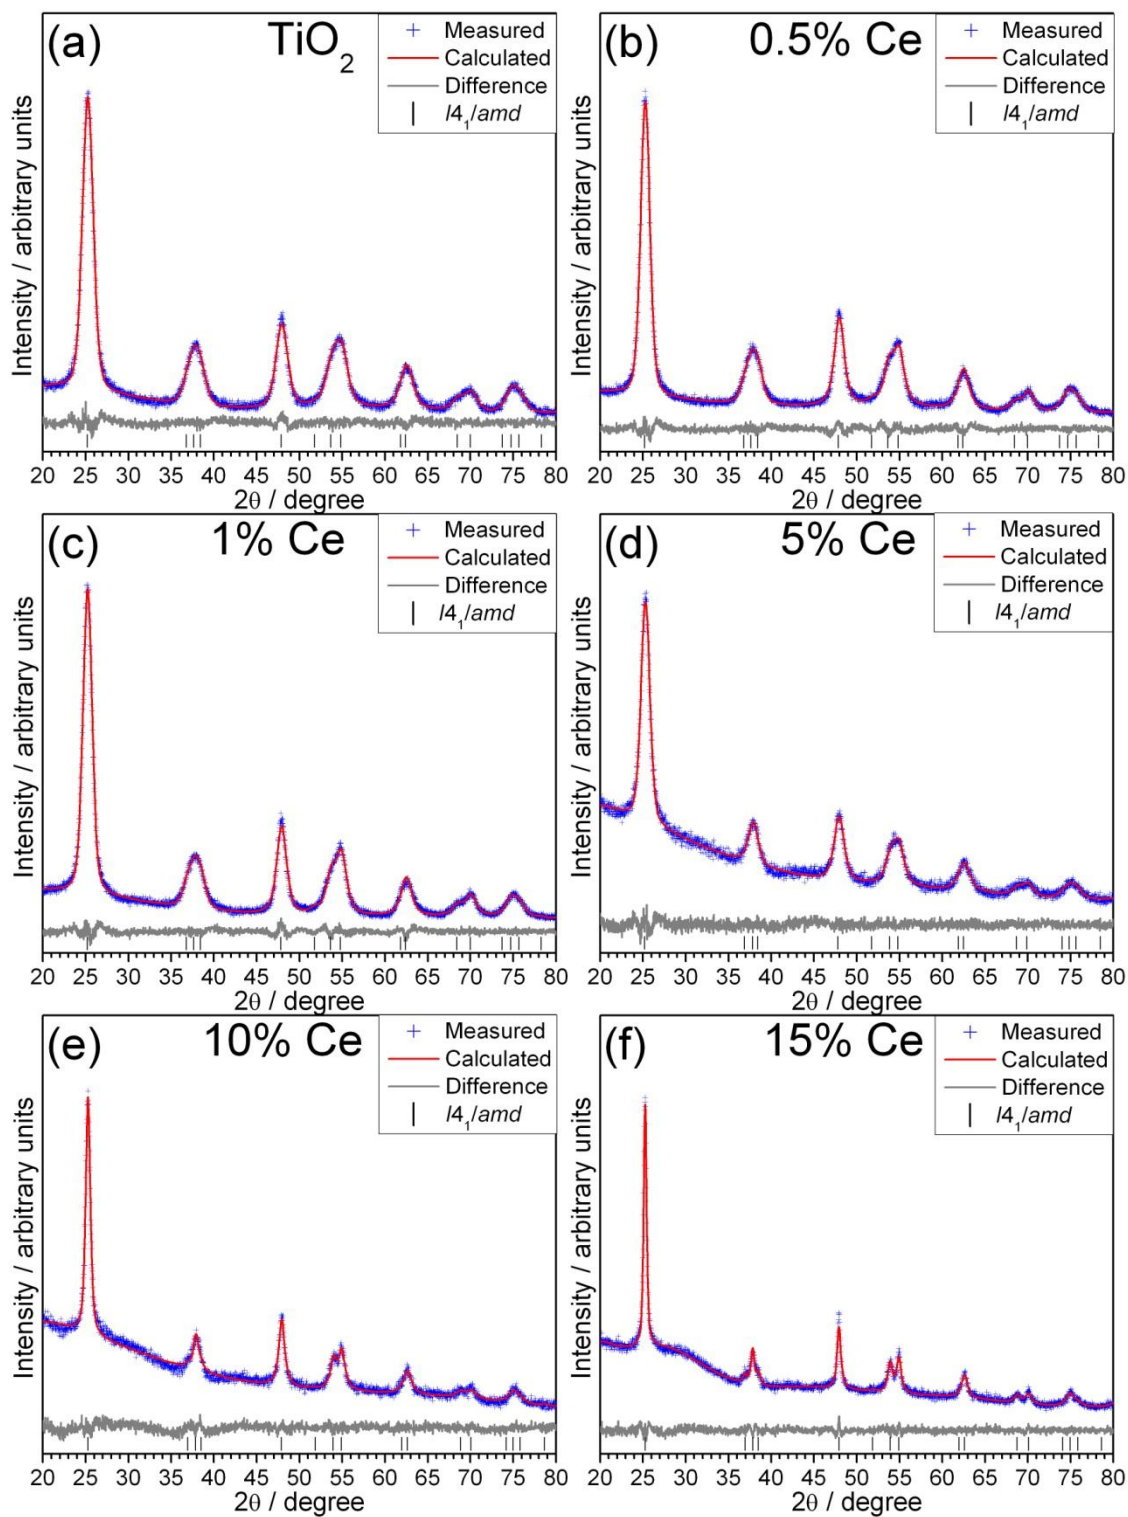 (a) TiO₂
+ Measured
Calculated
Difference
I4₁/amd
Intensity / arbitrary units
20 25 30 35 40 45 50 55 60 65 70 75 80
2θ / degree
(b) 0.5% Ce
+ Measured
Calculated
Difference
I4₁/amd
Intensity / arbitrary units
20 25 30 35 40 45 50 55 60 65 70 75 80
2θ / degree
(c) 1% Ce
+ Measured
Calculated
Difference
I4₁/amd
Intensity / arbitrary units
20 25 30 35 40 45 50 55 60 65 70 75 80
2θ / degree
(d) 5% Ce
+ Measured
Calculated
Difference
I4₁/amd
Intensity / arbitrary units
20 25 30 35 40 45 50 55 60 65 70 75 80
2θ / degree
(e) 10% Ce
+ Measured
Calculated
Difference
I4₁/amd
Intensity / arbitrary units
20 25 30 35 40 45 50 55 60 65 70 75 80
2θ / degree
(f) 15% Ce
+ Measured
Calculated
Difference
I4₁/amd
Intensity / arbitrary units
20 25 30 35 40 45 50 55 60 65 70 75 80
2θ / degree